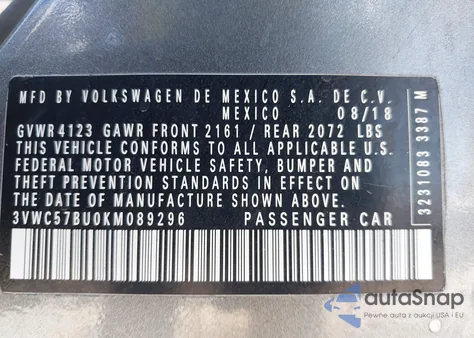 MFD BY VOLKSWAGEN DE MEXICO S.A. DE C.V.
MEXICO 08/18
GVWR 4123 GAWR FRONT 2161 / REAR 2072 LBS
THIS VEHICLE CONFORMS TO ALL APPLICABLE U.S.
FEDERAL MOTOR VEHICLE SAFETY, BUMPER AND
THEFT PREVENTION STANDARDS IN EFFECT ON
THE DATE OF MANUFACTURE SHOWN ABOVE.
3VWC57BU0KM089296 PASSENGER CAR
3231083 3387 M
autoSnap
Pewne auta z aukcji USA i EU